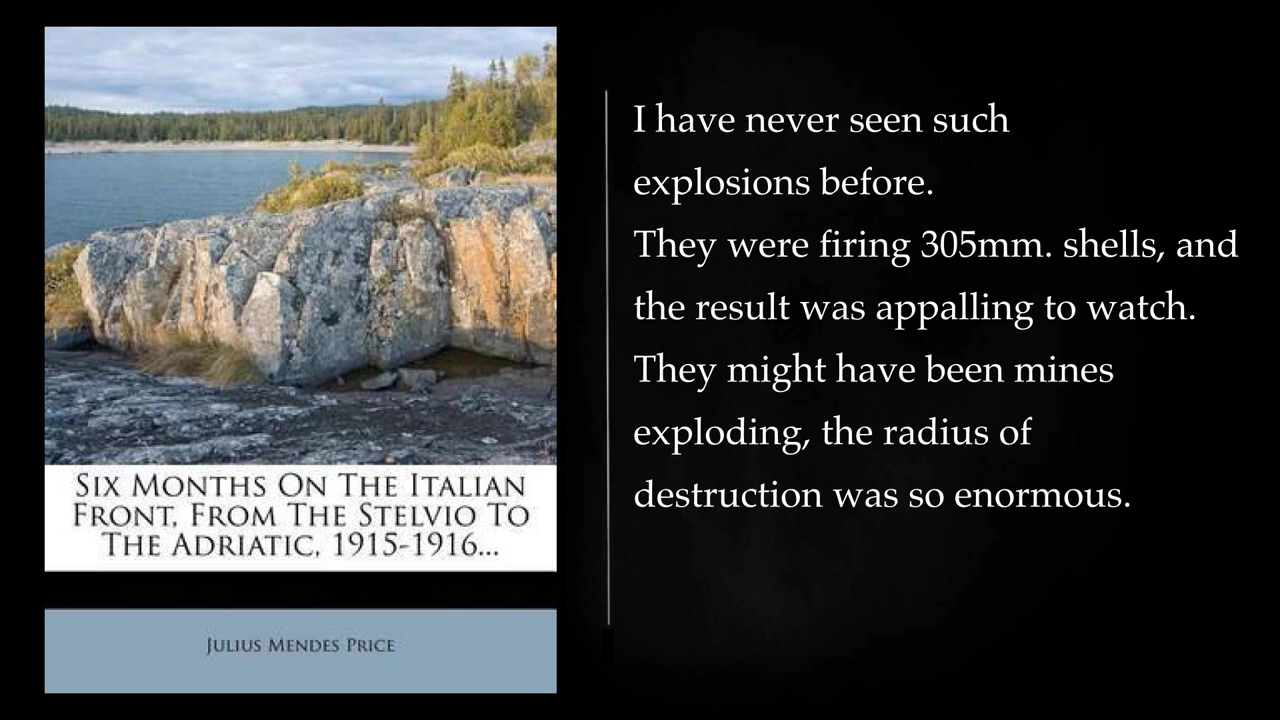 Six Months On The Italian
Front, From The Stelvio To
The Adriatic, 1915-1916...
Julius Mendes Price
I have never seen such
explosions before.
They were firing 305mm. shells, and
the result was appalling to watch.
They might have been mines
exploding, the radius of
destruction was so enormous.